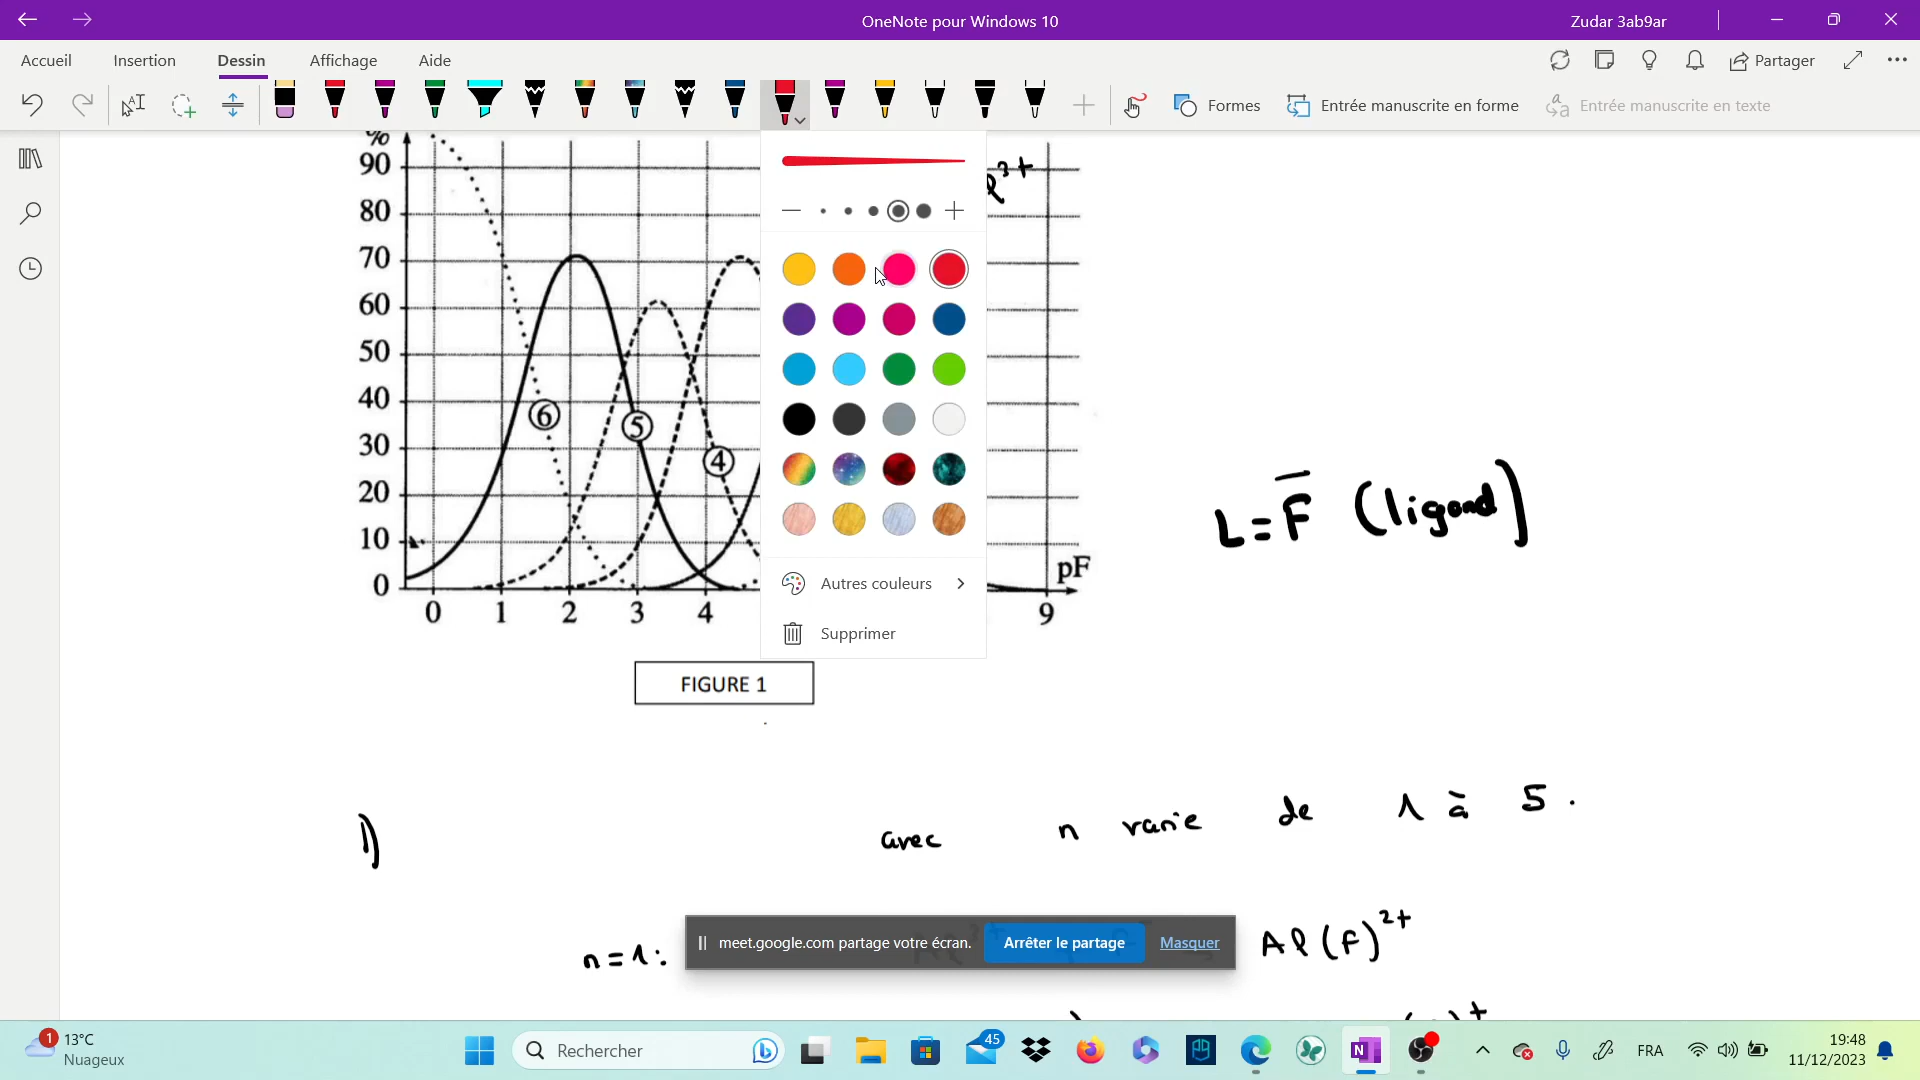 OneNote pour Windows 10
Zudar 3ab9ar
Accueil
Insertion
Dessin
Affichage
Aide
Partager
Formes
Entrée manuscrite en forme
Entrée manuscrite en texte
%
90
80
70
60
50
40
30
20
10
0
6
5
4
3+
pF
0 1 2 3 4 9
L = F̅ (ligand)
Autres couleurs
Supprimer
FIGURE 1
1)
avec n varie de 1 à 5 .
n = 1 :
Al (F)²⁺
meet.google.com partage votre écran.
Arrêter le partage
Masquer
1
13°C
Nuageux
Rechercher
45
FRA
19:48
11/12/2023